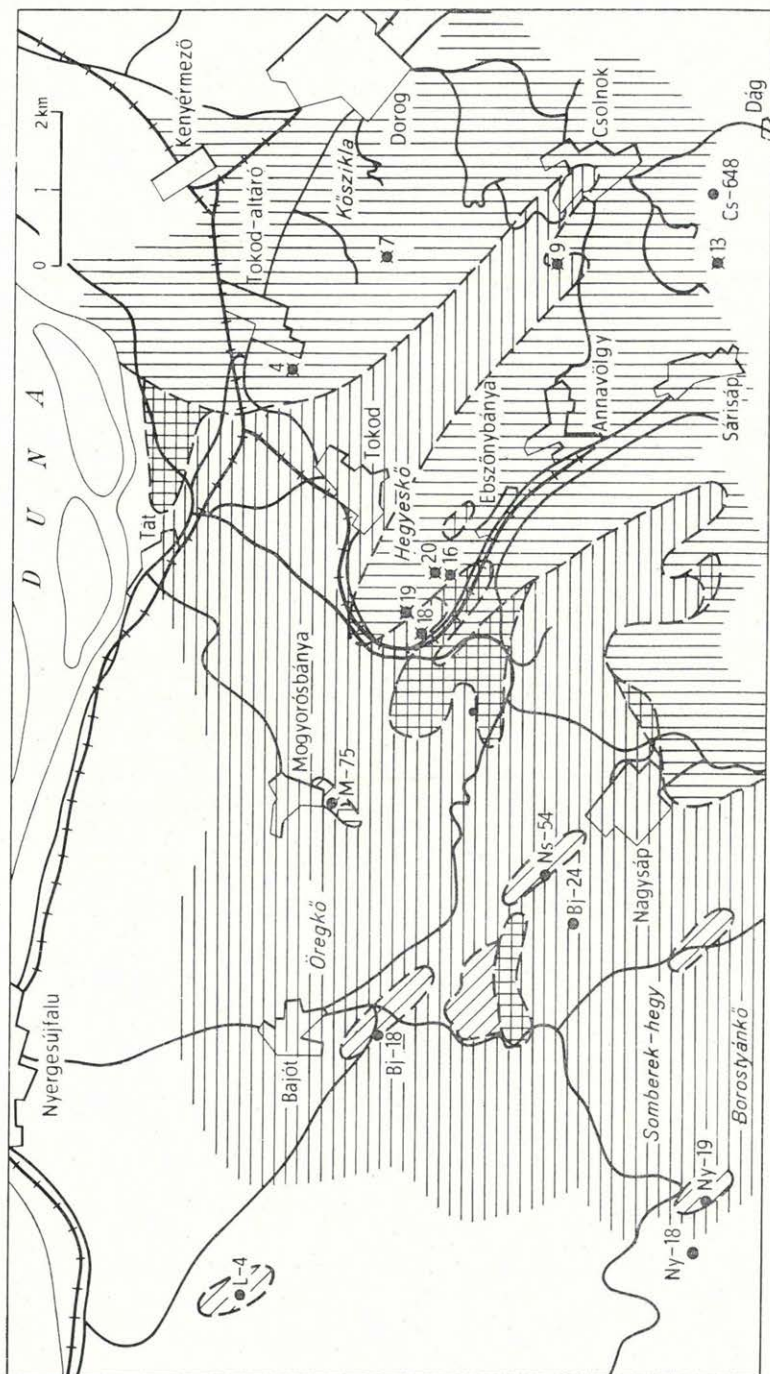 Nyergesújfalu
DUNA
Kenyérmező
0 1 2 km
Tát
Tokod-altáró
Kőszikla
Dorog
Bajót
Öregkő
Mogyorósbánya
M-75
Tokod
Hegyeskő
4
7
L-4
Bj-18
19
18
20
16
Ebszőnybánya
Annavölgy
9
Csolnok
Ns-54
Bj-24
Nagysáp
Sárisáp
13
Cs-648
Dág
Somberek-hegy
Borostyánkő
Ny-18
Ny-19